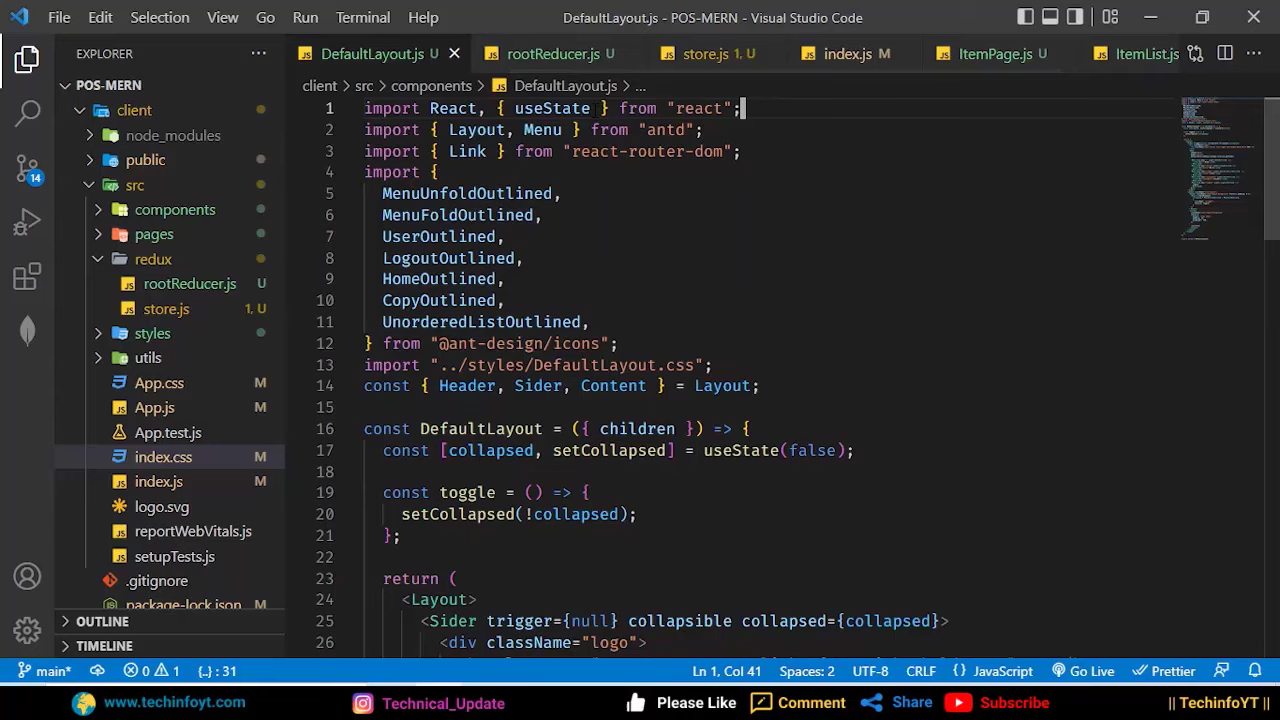 File Edit Selection View Go Run Terminal Help DefaultLayout.js - POS-MERN - Visual Studio Code
EXPLORER
DefaultLayout.js U
rootReducer.js U
store.js 1, U
index.js M
ItemPage.js U
ItemList.js
POS-MERN
client > src > components > DefaultLayout.js > ...
client
node_modules
public
src
components
pages
redux
rootReducer.js U
store.js 1, U
styles
utils
App.css M
App.js M
App.test.js
index.css M
index.js M
logo.svg
reportWebVitals.js
setupTests.js
.gitignore
package-lock.json M
OUTLINE
TIMELINE
14
1 import React, { useState } from "react";
2 import { Layout, Menu } from "antd";
3 import { Link } from "react-router-dom";
4 import {
5 MenuUnfoldOutlined,
6 MenuFoldOutlined,
7 UserOutlined,
8 LogoutOutlined,
9 HomeOutlined,
10 CopyOutlined,
11 UnorderedListOutlined,
12 } from "@ant-design/icons";
13 import "../styles/DefaultLayout.css";
14 const { Header, Sider, Content } = Layout;
15
16 const DefaultLayout = ({ children }) => {
17 const [collapsed, setCollapsed] = useState(false);
18
19 const toggle = () => {
20 setCollapsed(!collapsed);
21 };
22
23 return (
24 <Layout>
25 <Sider trigger={null} collapsible collapsed={collapsed}>
26 <div className="logo">
main* 0 1 {..} : 31 Ln 1, Col 41 Spaces: 2 UTF-8 CRLF {} JavaScript Go Live Prettier
www.techinfoyt.com Technical_Update Please Like Comment Share Subscribe || TechinfoYT ||